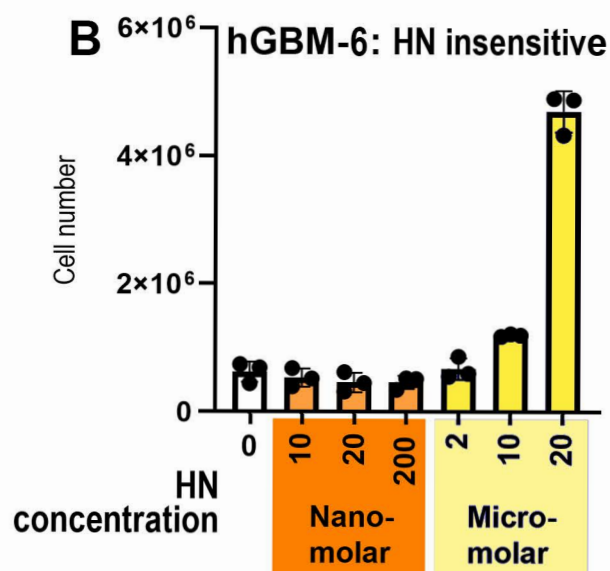 B
hGBM-6: HN insensitive
Cell number
6×10⁶
4×10⁶
2×10⁶
0
0 10 20 200 2 10 20
HN
concentration
Nano-
molar
Micro-
molar